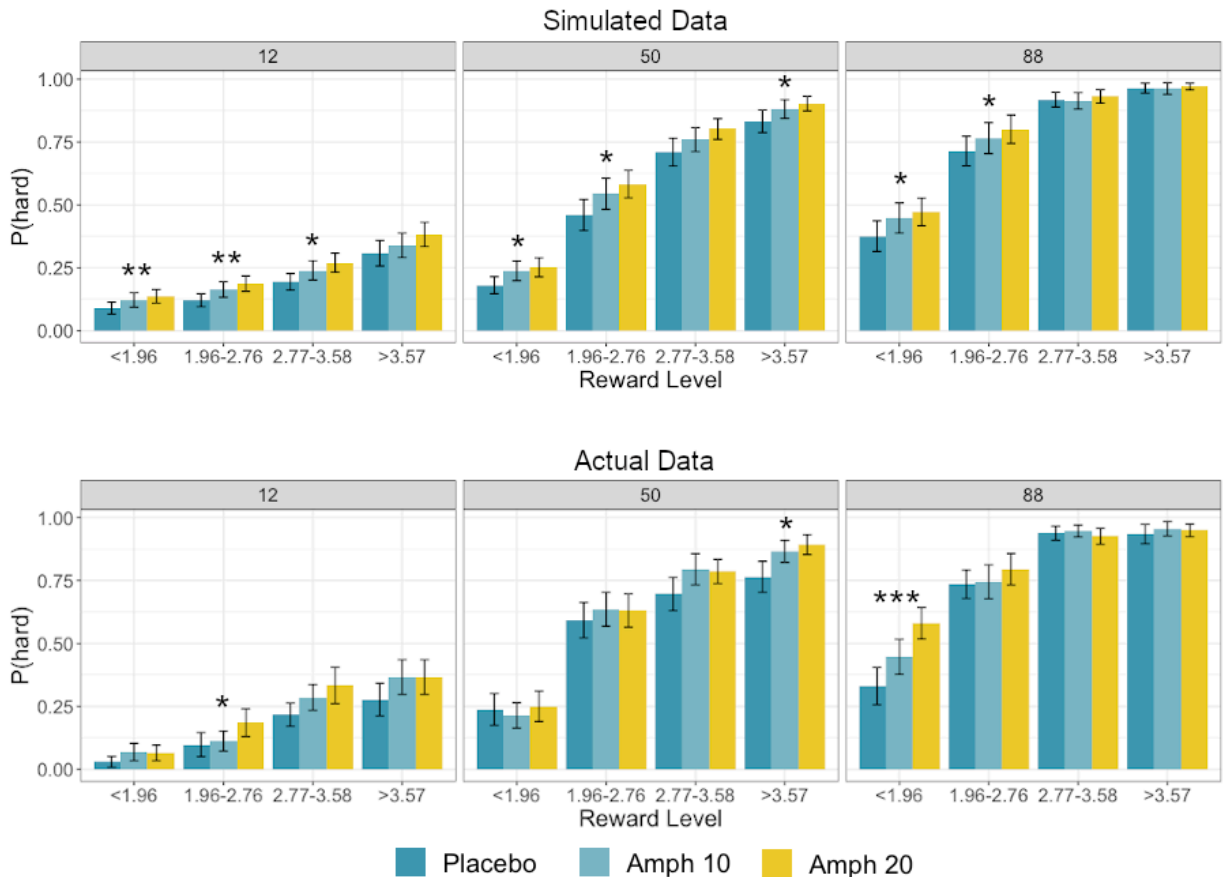 Simulated Data
12 50 88
* * *
* *
** ** *
1.00
0.75
0.50
0.25
0.00
P(hard)
<1.96 1.96-2.76 2.77-3.58 >3.57 <1.96 1.96-2.76 2.77-3.58 >3.57 <1.96 1.96-2.76 2.77-3.58 >3.57
Reward Level Reward Level Reward Level
Actual Data
12 50 88
* *** *
1.00
0.75
0.50
0.25
0.00
P(hard)
<1.96 1.96-2.76 2.77-3.58 >3.57 <1.96 1.96-2.76 2.77-3.58 >3.57 <1.96 1.96-2.76 2.77-3.58 >3.57
Reward Level
Placebo Amph 10 Amph 20